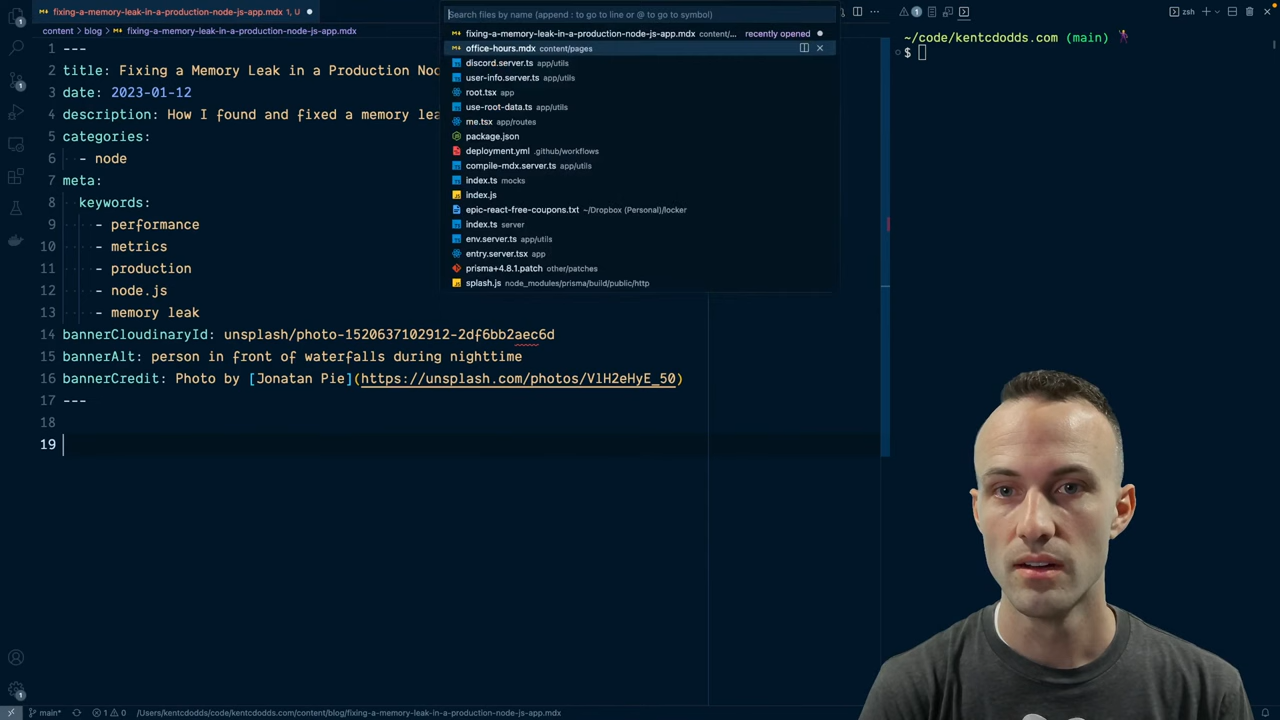 fixing-a-memory-leak-in-a-production-node-js-app.mdx 1, U
content > blog > fixing-a-memory-leak-in-a-production-node-js-app.mdx
1 ---
2 title: Fixing a Memory Leak in a Production Nod
3 date: 2023-01-12
4 description: How I found and fixed a memory lea
5 categories:
6 - node
7 meta:
8 keywords:
9 - performance
10 - metrics
11 - production
12 - node.js
13 - memory leak
14 bannerCloudinaryId: unsplash/photo-1520637102912-2df6bb2aec6d
15 bannerAlt: person in front of waterfalls during nighttime
16 bannerCredit: Photo by [Jonatan Pie](https://unsplash.com/photos/VlH2eHyE_50)
17 ---
18
19
Search files by name (append : to go to line or @ to go to symbol)
fixing-a-memory-leak-in-a-production-node-js-app.mdx content/... recently opened
office-hours.mdx content/pages
discord.server.ts app/utils
user-info.server.ts app/utils
root.tsx app
use-root-data.ts app/utils
me.tsx app/routes
package.json
deployment.yml .github/workflows
compile-mdx.server.ts app/utils
index.ts mocks
index.js
epic-react-free-coupons.txt ~/Dropbox (Personal)/locker
index.ts server
env.server.ts app/utils
entry.server.tsx app
prisma+4.8.1.patch other/patches
splash.js node_modules/prisma/build/public/http
1
zsh
~/code/kentcdodds.com (main)
$
1
1
main* 1 0 /Users/kentcdodds/code/kentcdodds.com/content/blog/fixing-a-memory-leak-in-a-production-node-js-app.mdx